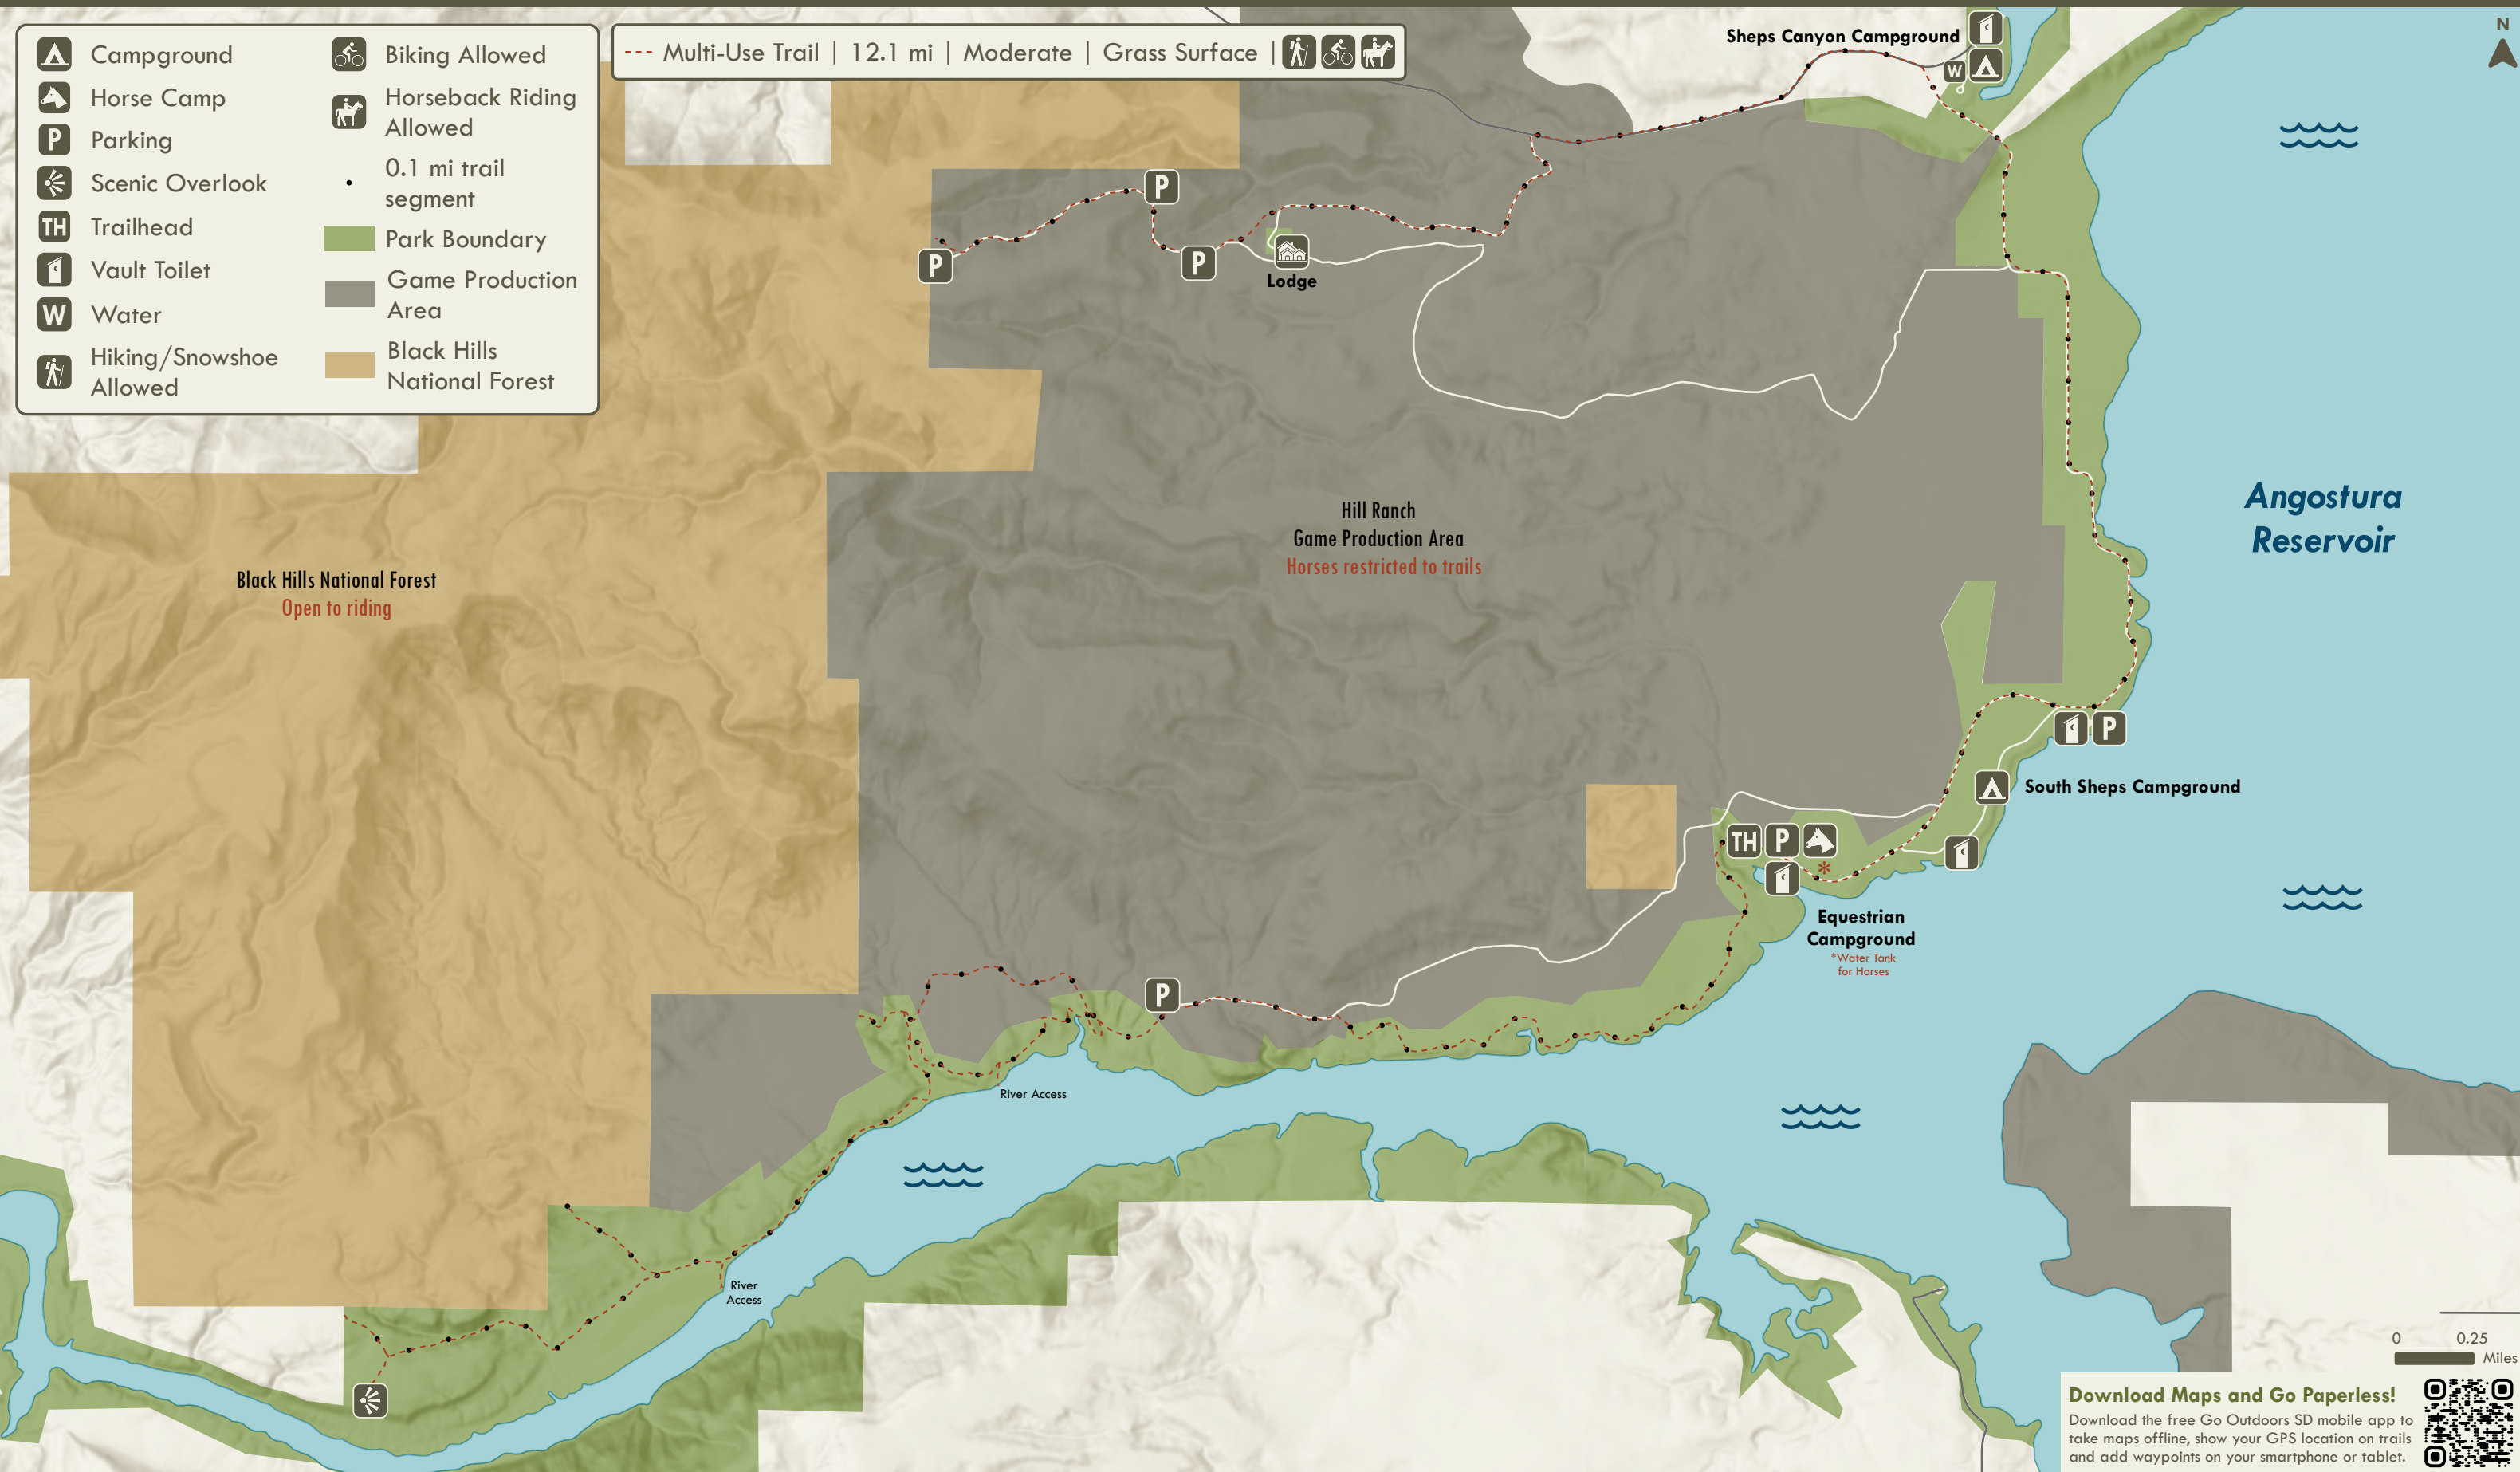 Campground
Horse Camp
P Parking
Scenic Overlook
TH Trailhead
Vault Toilet
W Water
Hiking/Snowshoe
Allowed
Biking Allowed
Horseback Riding
Allowed
0.1 mi trail
segment
Park Boundary
Game Production
Area
Black Hills
National Forest
Multi-Use Trail | 12.1 mi | Moderate | Grass Surface |
Sheps Canyon Campground
W
N
P
P
P
Lodge
Angostura
Reservoir
Hill Ranch
Game Production Area
Horses restricted to trails
Black Hills National Forest
Open to riding
P
South Sheps Campground
TH P
Equestrian
Campground
*Water Tank
for Horses
P
River Access
River
Access
0 0.25
Miles
Download Maps and Go Paperless!
Download the free Go Outdoors SD mobile app to
take maps offline, show your GPS location on trails
and add waypoints on your smartphone or tablet.